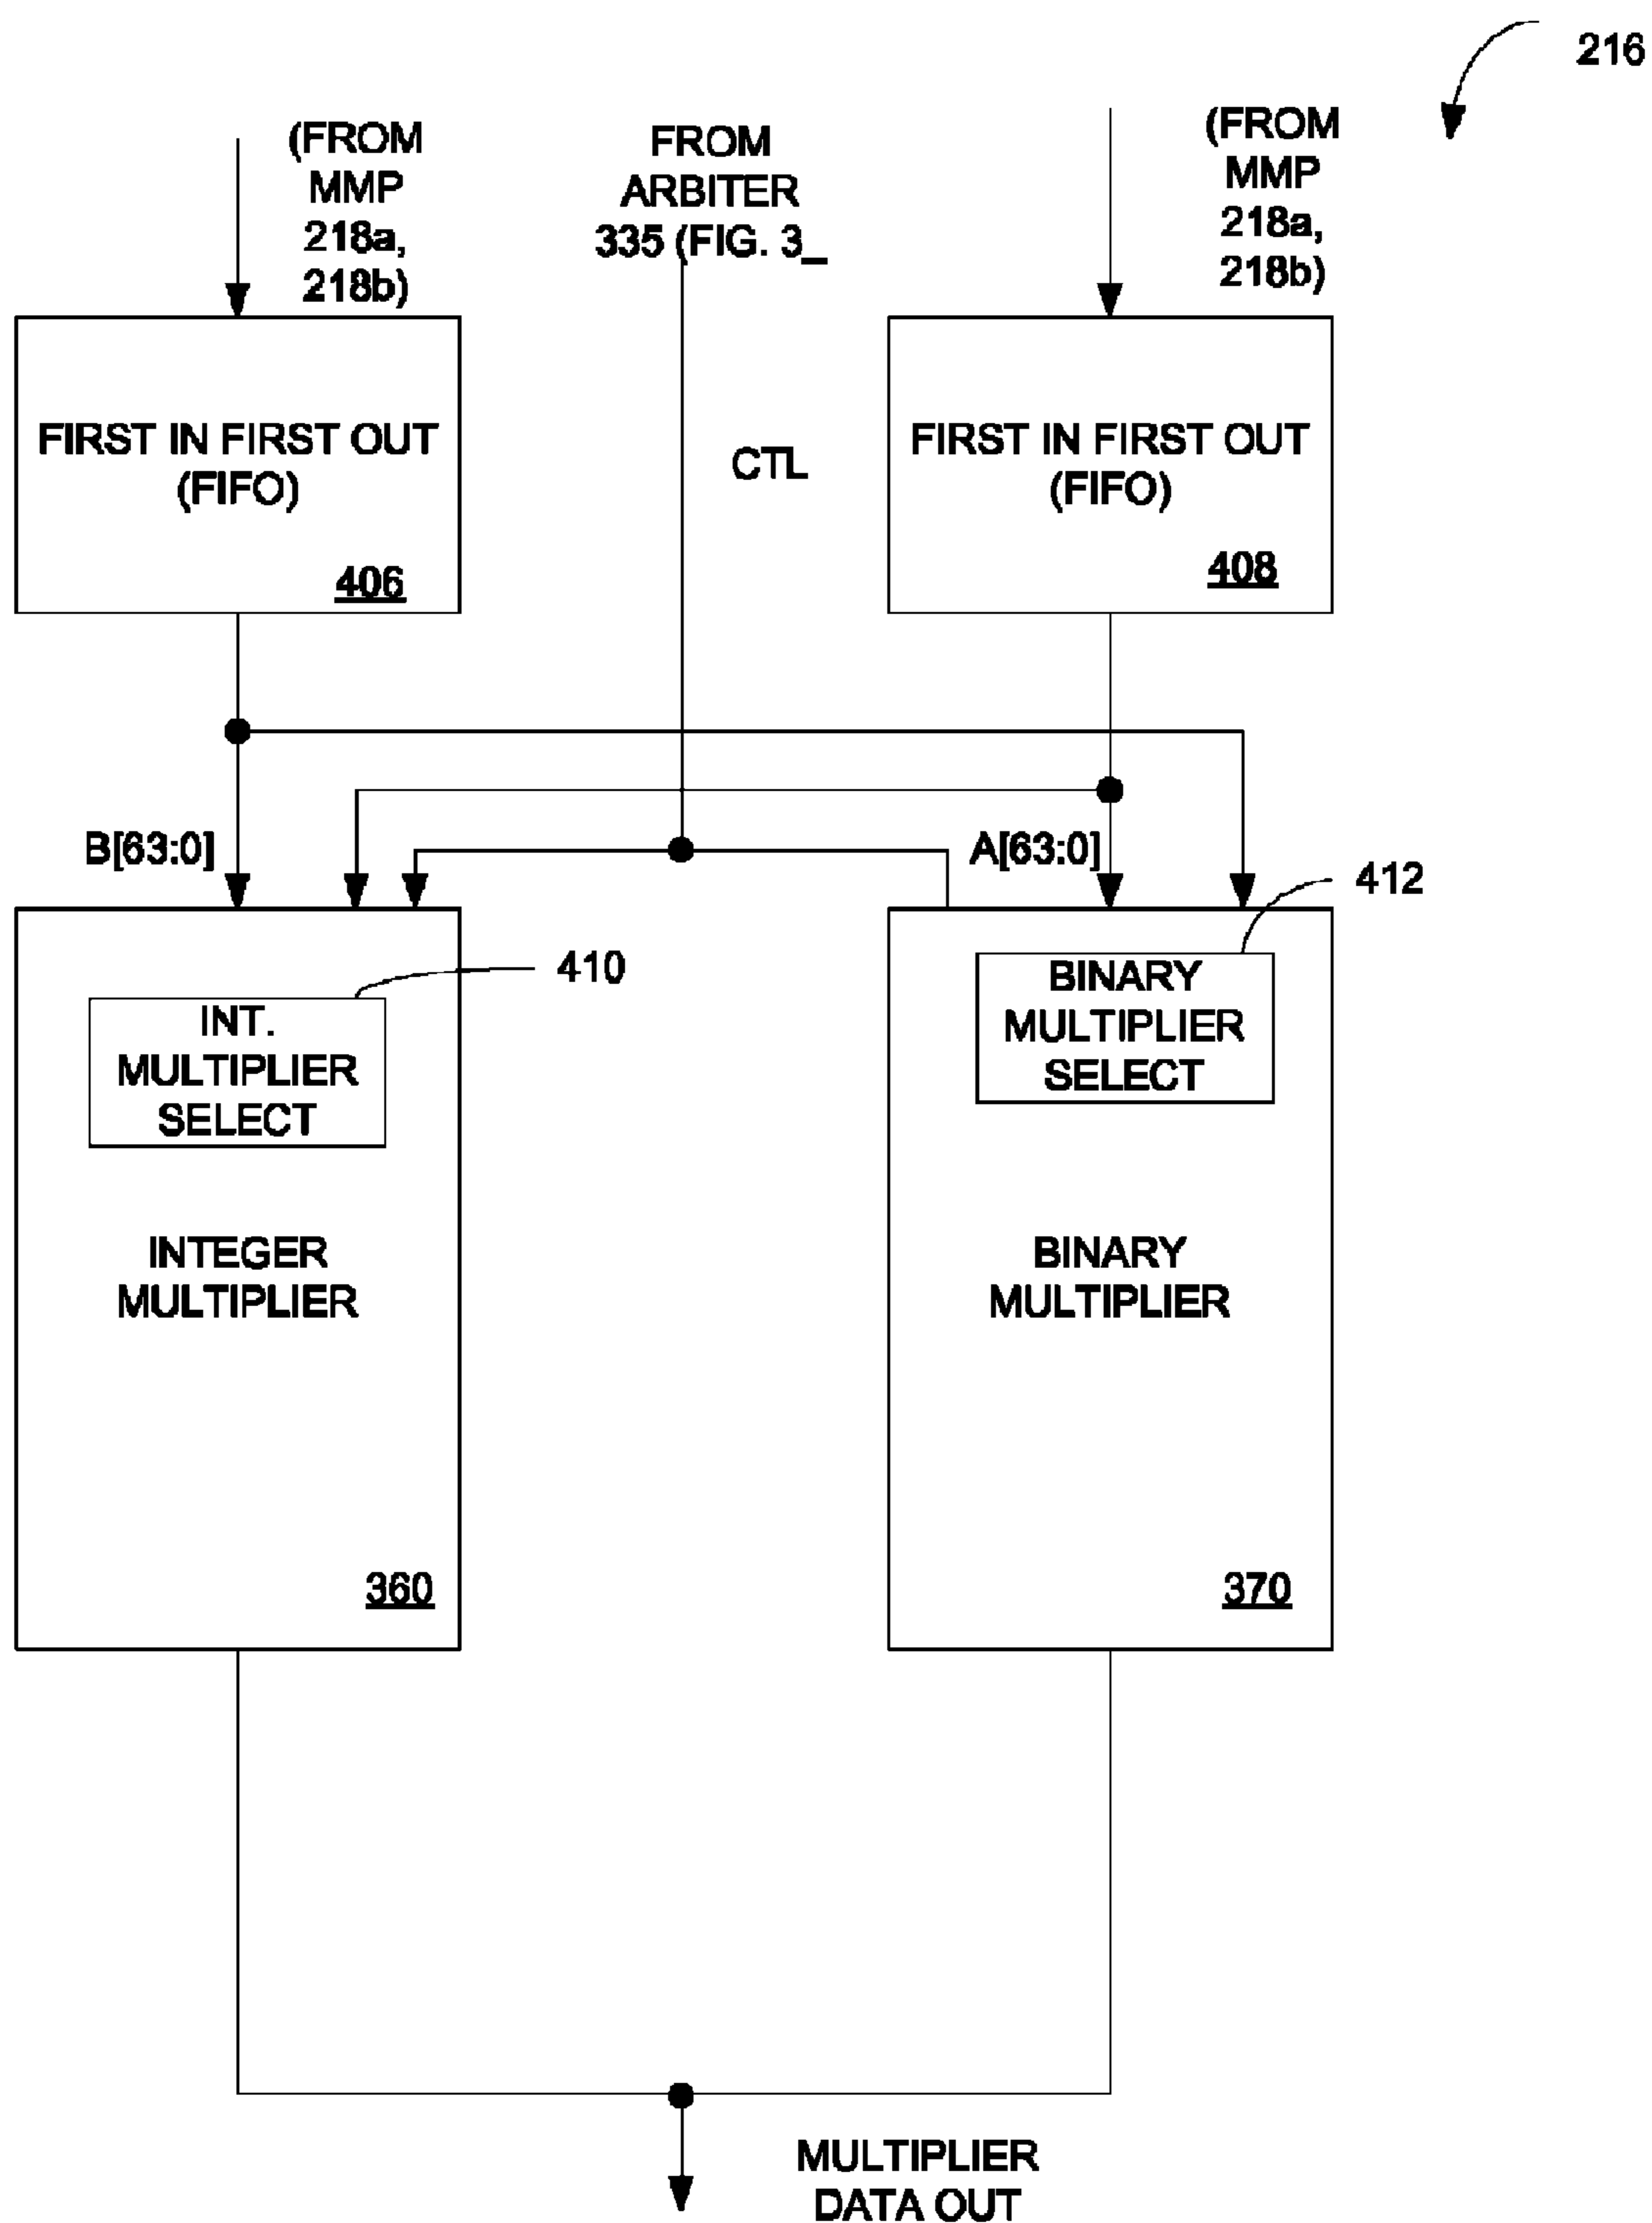 216
(FROM
MMP
218a,
218b)
FROM
ARBITER
335 (FIG. 3_
(FROM
MMP
218a,
218b)
FIRST IN FIRST OUT
(FIFO)
406
CTL
FIRST IN FIRST OUT
(FIFO)
408
B[63:0]
A[63:0]
412
410
INT.
MULTIPLIER
SELECT
BINARY
MULTIPLIER
SELECT
INTEGER
MULTIPLIER
BINARY
MULTIPLIER
360
370
MULTIPLIER
DATA OUT